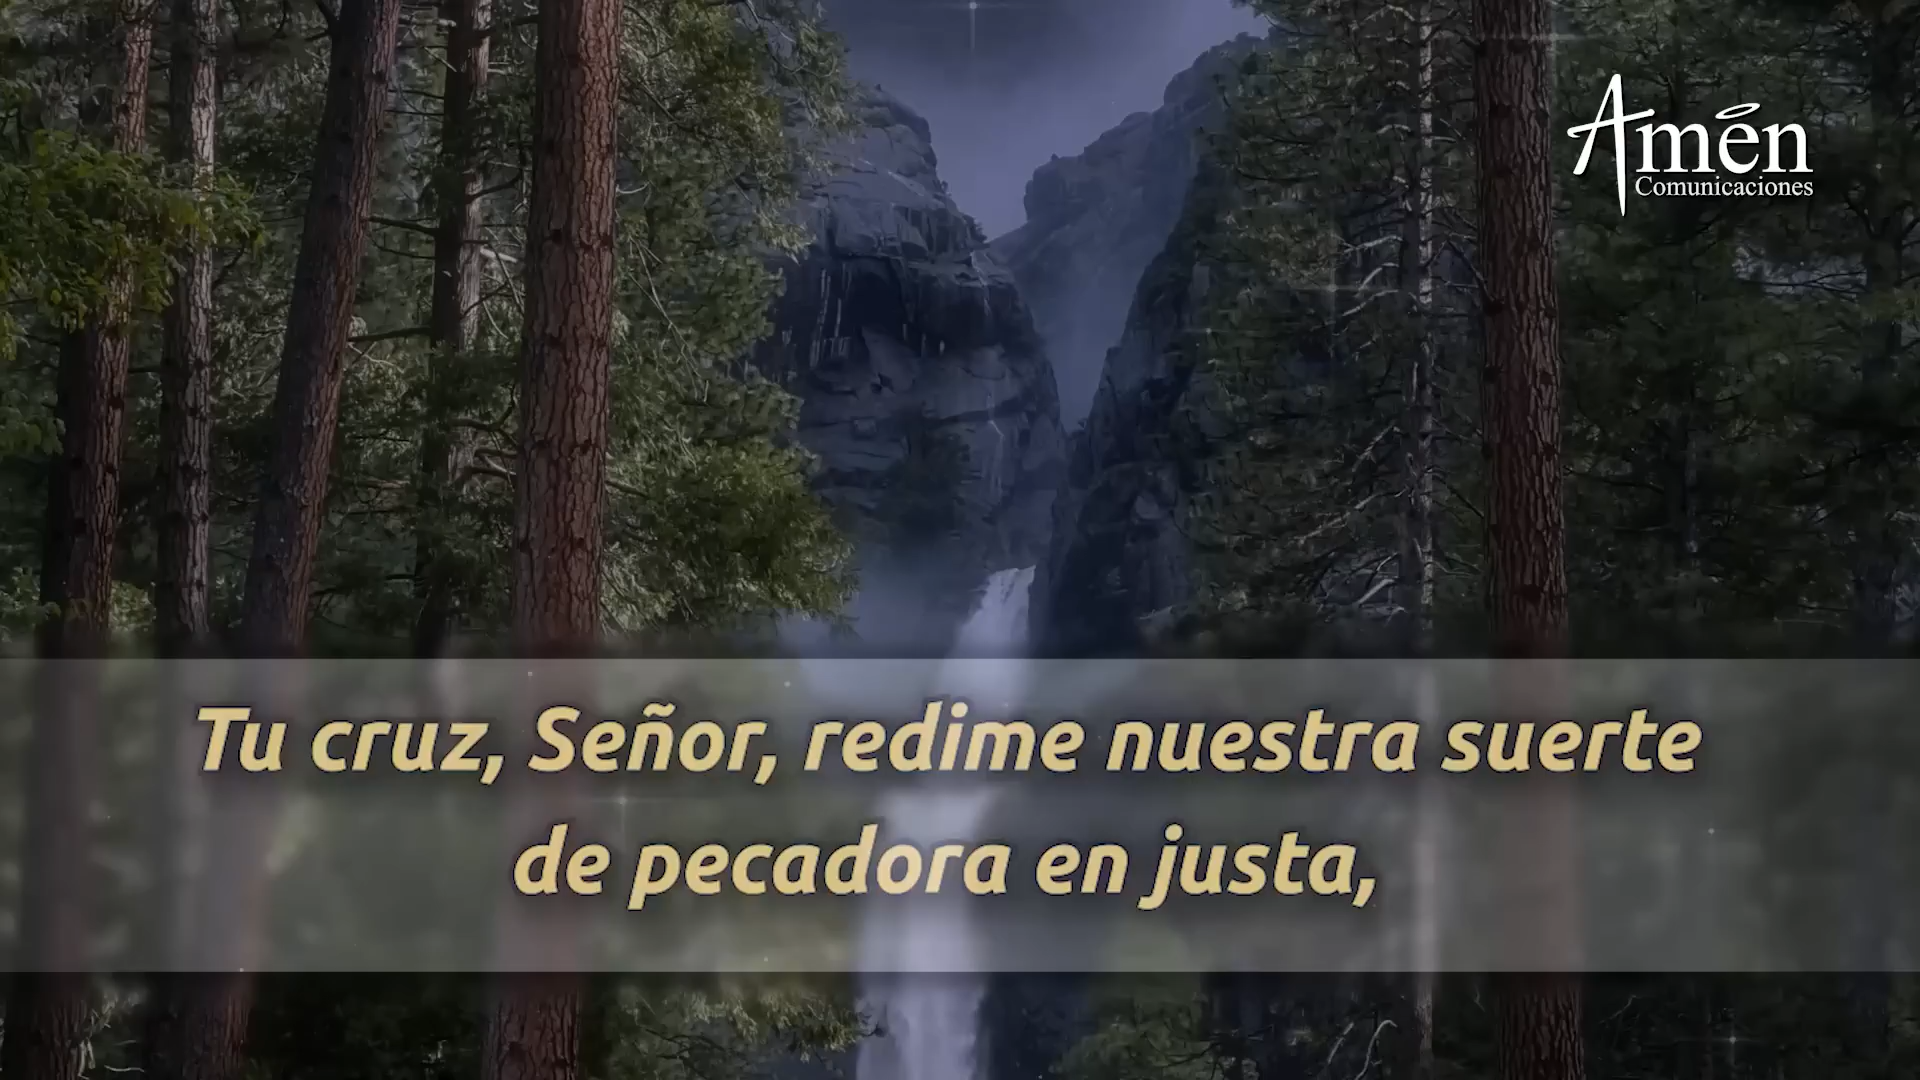 Amén
Comunicaciones
Tu cruz, Señor, redime nuestra suerte
de pecadora en justa,